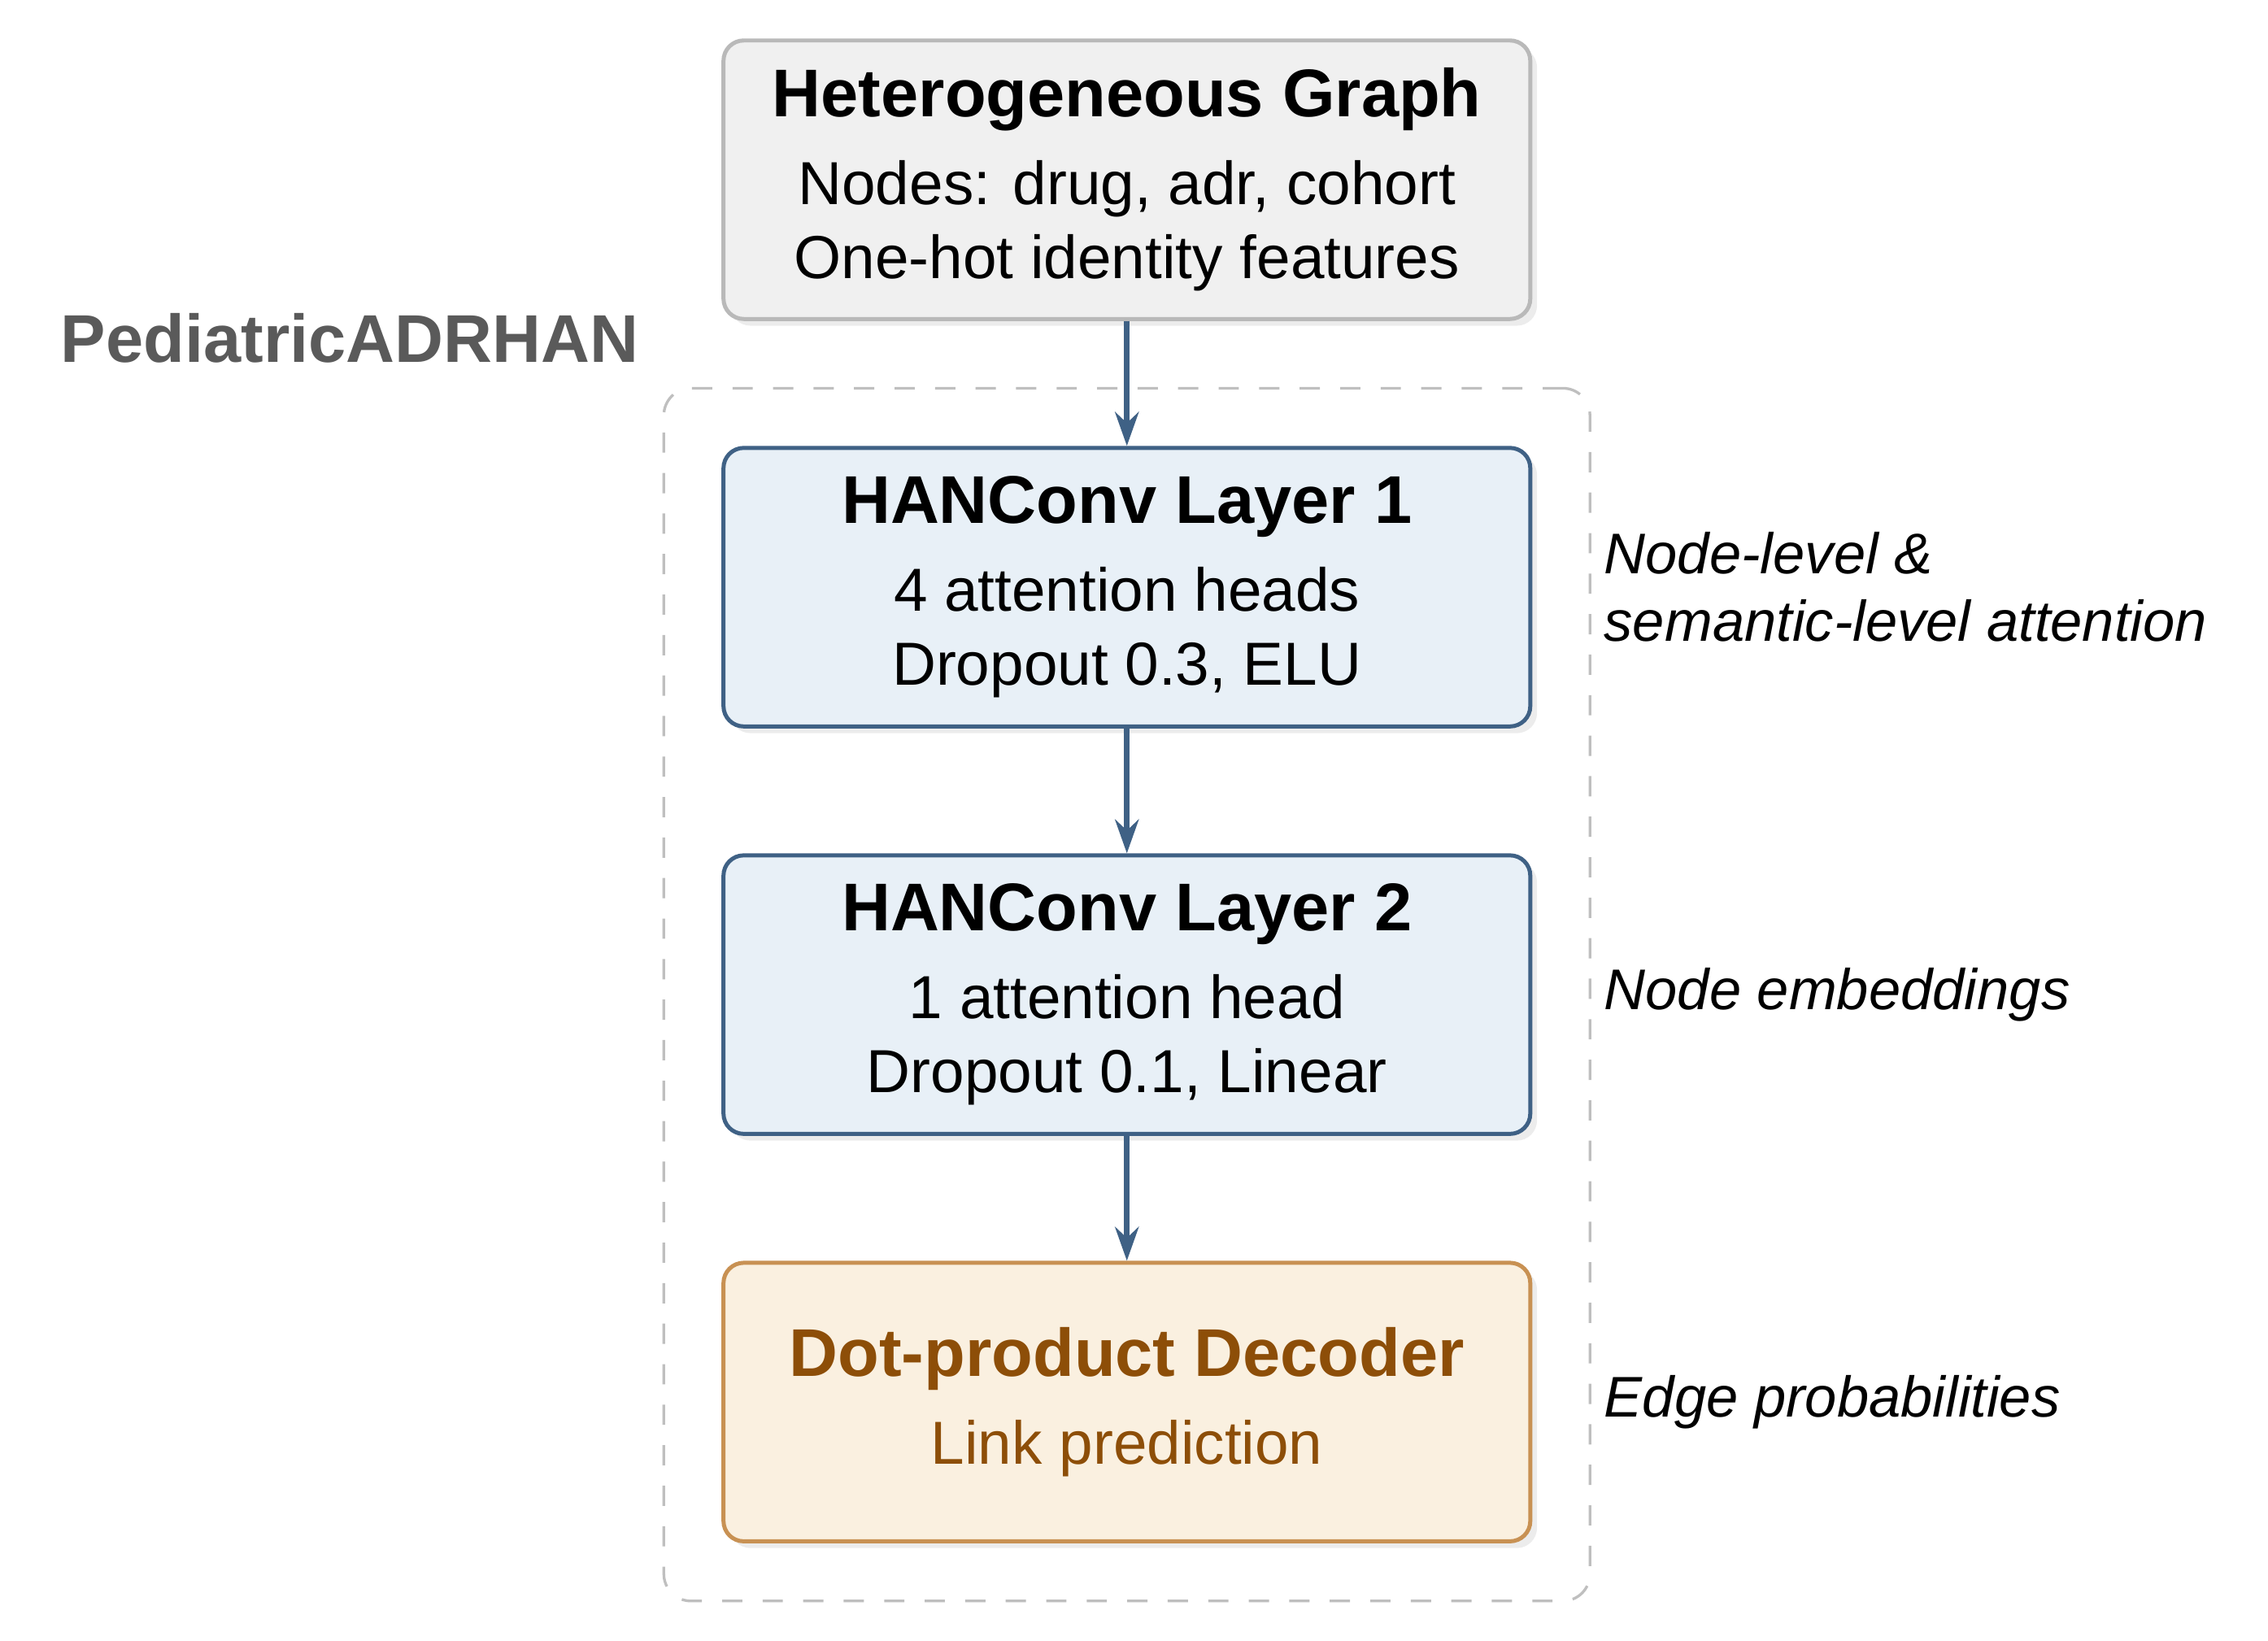 Heterogeneous Graph
Nodes: drug, adr, cohort
One-hot identity features
PediatricADRHAN
HANConv Layer 1
4 attention heads
Dropout 0.3, ELU
Node-level &
semantic-level attention
HANConv Layer 2
1 attention head
Dropout 0.1, Linear
Node embeddings
Dot-product Decoder
Link prediction
Edge probabilities